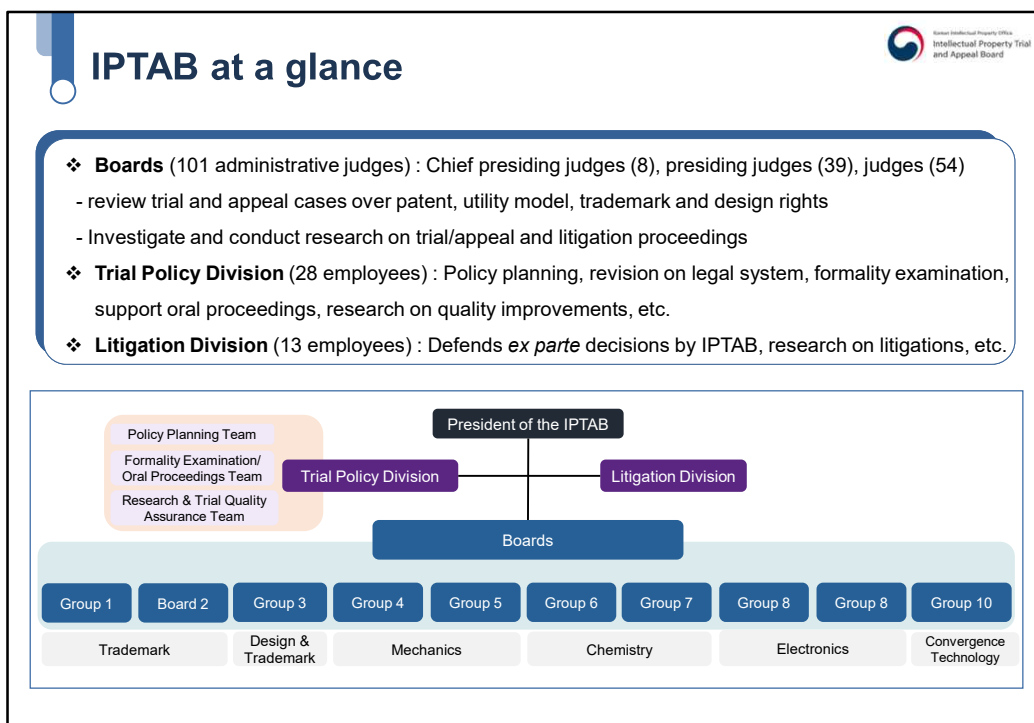 IPTAB at a glance
Korean Intellectual Property Office
Intellectual Property Trial
and Appeal Board
❖ Boards (101 administrative judges) : Chief presiding judges (8), presiding judges (39), judges (54)
- review trial and appeal cases over patent, utility model, trademark and design rights
- Investigate and conduct research on trial/appeal and litigation proceedings
❖ Trial Policy Division (28 employees) : Policy planning, revision on legal system, formality examination,
support oral proceedings, research on quality improvements, etc.
❖ Litigation Division (13 employees) : Defends ex parte decisions by IPTAB, research on litigations, etc.
President of the IPTAB
Policy Planning Team
Formality Examination/
Oral Proceedings Team
Research & Trial Quality
Assurance Team
Trial Policy Division
Litigation Division
Boards
Group 1
Board 2
Group 3
Group 4
Group 5
Group 6
Group 7
Group 8
Group 8
Group 10
Trademark
Design &
Trademark
Mechanics
Chemistry
Electronics
Convergence
Technology